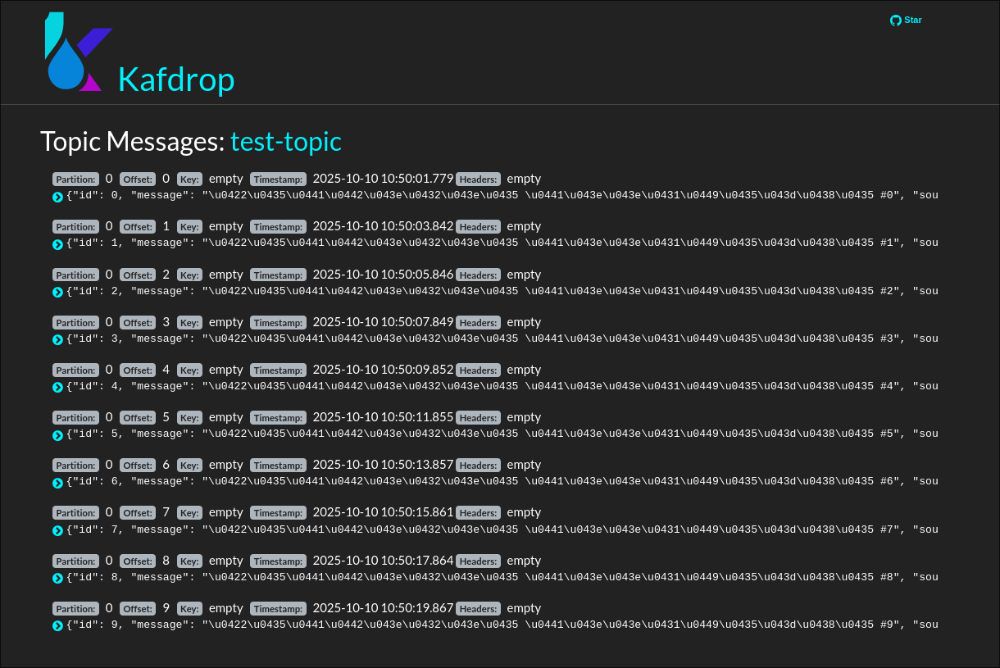 Star
Kafdrop
Topic Messages: test-topic
Partition: 0 Offset: 0 Key: empty Timestamp: 2025-10-10 10:50:01.779 Headers: empty
{"id": 0, "message": "\u0422\u0435\u0441\u0442\u043e\u0432\u043e\u0435 \u0441\u043e\u043e\u0431\u0449\u0435\u043d\u0438\u0435 #0", "sou
Partition: 0 Offset: 1 Key: empty Timestamp: 2025-10-10 10:50:03.842 Headers: empty
{"id": 1, "message": "\u0422\u0435\u0441\u0442\u043e\u0432\u043e\u0435 \u0441\u043e\u043e\u0431\u0449\u0435\u043d\u0438\u0435 #1", "sou
Partition: 0 Offset: 2 Key: empty Timestamp: 2025-10-10 10:50:05.846 Headers: empty
{"id": 2, "message": "\u0422\u0435\u0441\u0442\u043e\u0432\u043e\u0435 \u0441\u043e\u043e\u0431\u0449\u0435\u043d\u0438\u0435 #2", "sou
Partition: 0 Offset: 3 Key: empty Timestamp: 2025-10-10 10:50:07.849 Headers: empty
{"id": 3, "message": "\u0422\u0435\u0441\u0442\u043e\u0432\u043e\u0435 \u0441\u043e\u043e\u0431\u0449\u0435\u043d\u0438\u0435 #3", "sou
Partition: 0 Offset: 4 Key: empty Timestamp: 2025-10-10 10:50:09.852 Headers: empty
{"id": 4, "message": "\u0422\u0435\u0441\u0442\u043e\u0432\u043e\u0435 \u0441\u043e\u043e\u0431\u0449\u0435\u043d\u0438\u0435 #4", "sou
Partition: 0 Offset: 5 Key: empty Timestamp: 2025-10-10 10:50:11.855 Headers: empty
{"id": 5, "message": "\u0422\u0435\u0441\u0442\u043e\u0432\u043e\u0435 \u0441\u043e\u043e\u0431\u0449\u0435\u043d\u0438\u0435 #5", "sou
Partition: 0 Offset: 6 Key: empty Timestamp: 2025-10-10 10:50:13.857 Headers: empty
{"id": 6, "message": "\u0422\u0435\u0441\u0442\u043e\u0432\u043e\u0435 \u0441\u043e\u043e\u0431\u0449\u0435\u043d\u0438\u0435 #6", "sou
Partition: 0 Offset: 7 Key: empty Timestamp: 2025-10-10 10:50:15.861 Headers: empty
{"id": 7, "message": "\u0422\u0435\u0441\u0442\u043e\u0432\u043e\u0435 \u0441\u043e\u043e\u0431\u0449\u0435\u043d\u0438\u0435 #7", "sou
Partition: 0 Offset: 8 Key: empty Timestamp: 2025-10-10 10:50:17.864 Headers: empty
{"id": 8, "message": "\u0422\u0435\u0441\u0442\u043e\u0432\u043e\u0435 \u0441\u043e\u043e\u0431\u0449\u0435\u043d\u0438\u0435 #8", "sou
Partition: 0 Offset: 9 Key: empty Timestamp: 2025-10-10 10:50:19.867 Headers: empty
{"id": 9, "message": "\u0422\u0435\u0441\u0442\u043e\u0432\u043e\u0435 \u0441\u043e\u043e\u0431\u0449\u0435\u043d\u0438\u0435 #9", "sou